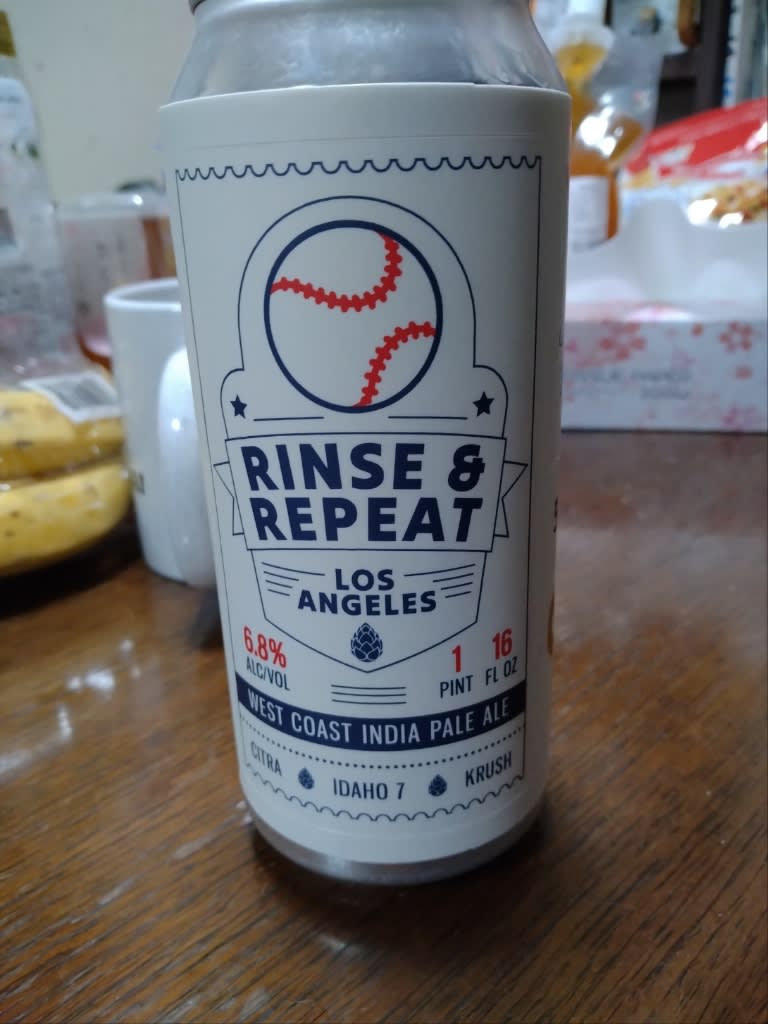 RINSE &
REPEAT
LOS
ANGELES
6.8%
ALC/VOL
1
PINT
16
FL OZ
WEST COAST INDIA PALE ALE
CITRA
IDAHO 7
KRUSH